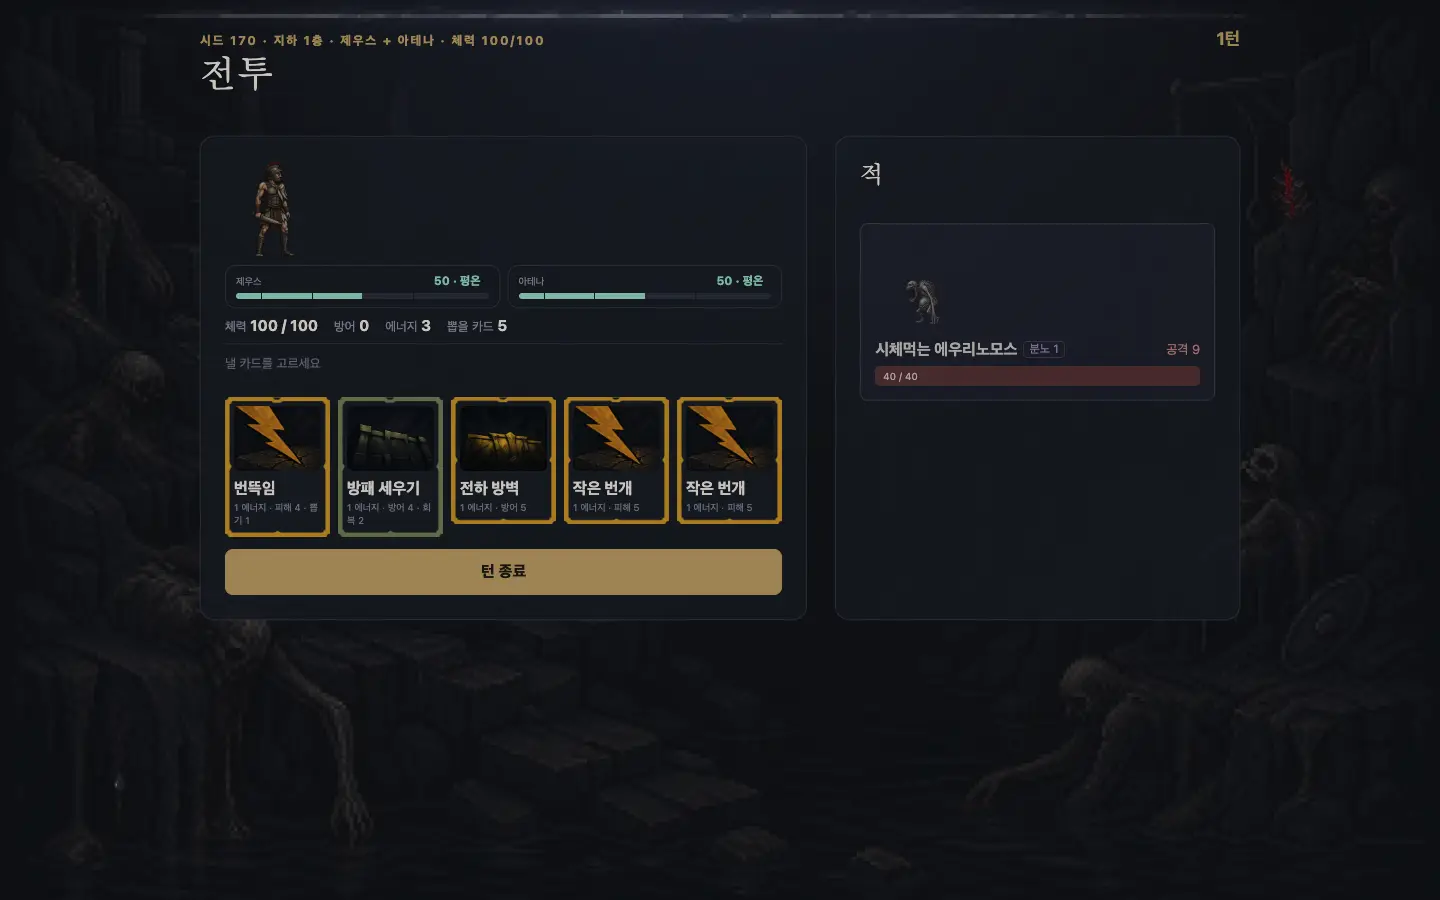 시드 170 · 지하 1층 · 제우스 + 아테나 · 체력 100/100
1턴
전투
적
제우스
50 · 평온
아테나
50 · 평온
체력 100 / 100 방어 0 에너지 3 뽑을 카드 5
낼 카드를 고르세요
시체먹는 에우리노모스 분노 1
공격 9
40 / 40
번뜩임
1 에너지 · 피해 4 · 뽑
기 1
방패 세우기
1 에너지 · 방어 4 · 회
복 2
전하 방벽
1 에너지 · 방어 5
작은 번개
1 에너지 · 피해 5
작은 번개
1 에너지 · 피해 5
턴 종료